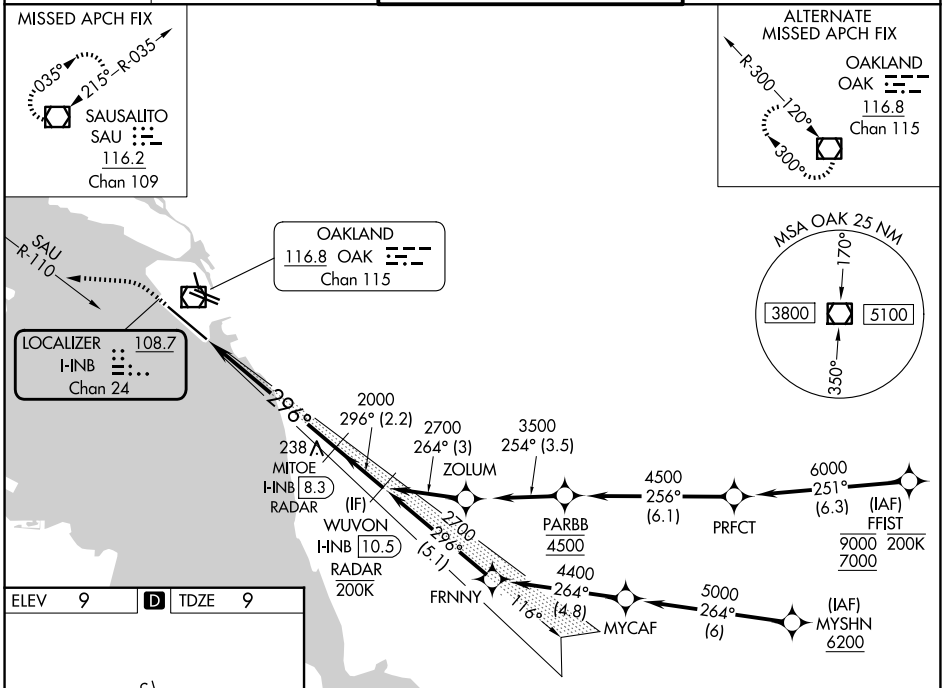 MISSED APCH FIX
035°
215°
R-035
SAUSALITO
SAU
116.2
Chan 109
ALTERNATE
MISSED APCH FIX
R-300
120°
300°
OAKLAND
OAK
116.8
Chan 115
SAU
R-110
OAKLAND
116.8 OAK
Chan 115
MSA OAK 25 NM
170°
3800
5100
350°
LOCALIZER 108.7
I-INB
Chan 24
296°
2000
296° (2.2)
2700
264° (3)
3500
254° (3.5)
238
MITOE
I-INB 8.3
RADAR
ZOLUM
4500
256°
(6.1)
6000
251°
(6.3)
(IAF)
FFIST
9000 200K
7000
PARBB
4500
PRFCT
(IF)
WUVON
I-INB 10.5
RADAR
200K
2700
296°
(5.1)
FRNNY
116°
4400
264°
(4.8)
MYCAF
5000
264°
(6)
(IAF)
MYSHN
6200
ELEV 9 D TDZE 9